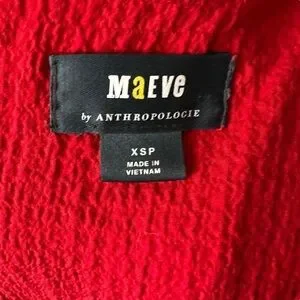 MaEVe
by ANTHROPOLOGIE
XSP
MADE IN
VIETNAM